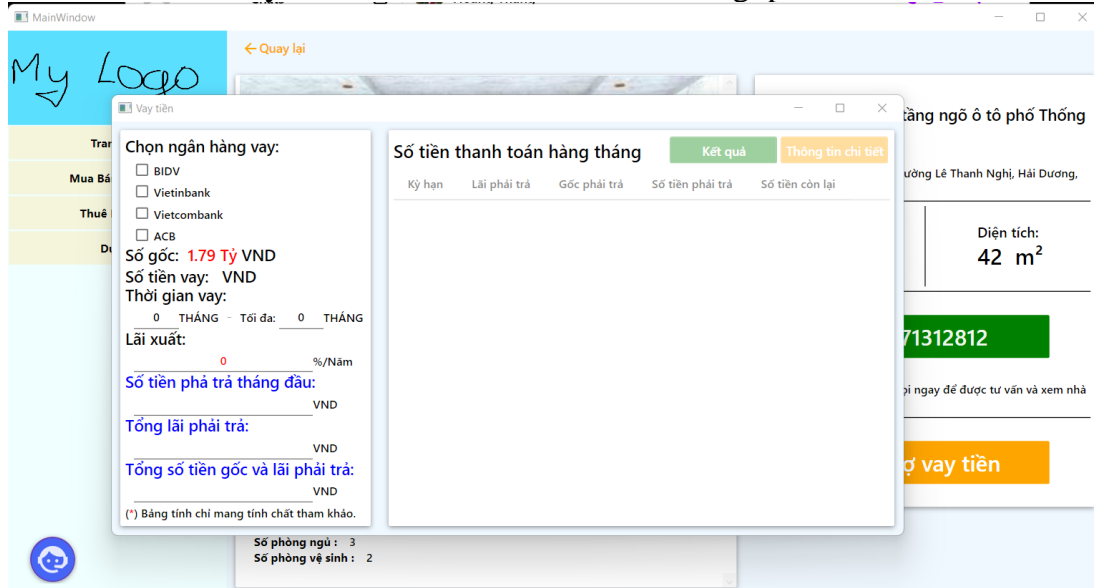 MainWindow
My Logo
Quay lại
Vay tiền
Chọn ngân hàng vay:
BIDV
Vietinbank
Vietcombank
ACB
Số gốc: 1.79 Tỷ VND
Số tiền vay: VND
Thời gian vay:
0 THÁNG - Tối đa: 0 THÁNG
Lãi xuất:
0 %/Năm
Số tiền phả trả tháng đầu:
VND
Tổng lãi phải trả:
VND
Tổng số tiền gốc và lãi phải trả:
VND
(*) Bảng tính chỉ mang tính chất tham khảo.
Số tiền thanh toán hàng tháng
Kết quả
Thông tin chi tiết
Kỳ hạn Lãi phải trả Gốc phải trả Số tiền phải trả Số tiền còn lại
Mua Bá
Thuê
tầng ngõ ô tô phố Thống
Lê Thanh Nghị, Hải Dương,
Diện tích:
42 m²
71312812
ngay để được tư vấn và xem nhà
vay tiền
Số phòng ngủ : 3
Số phòng vệ sinh : 2